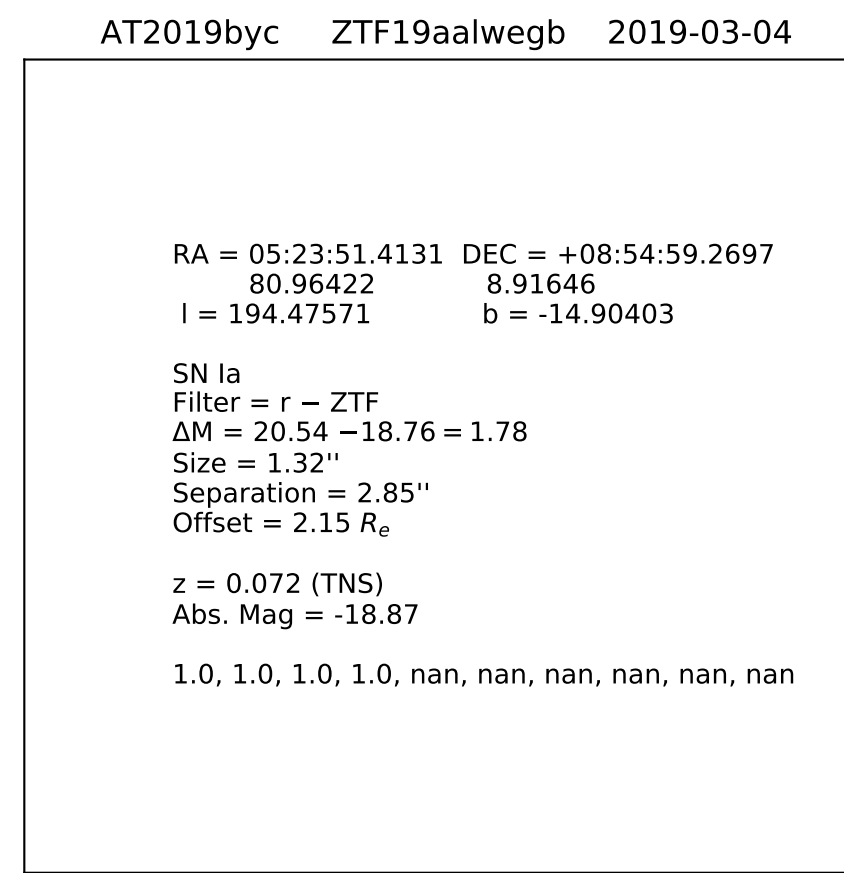 AT2019byc ZTF19aalwegb 2019-03-04
RA = 05:23:51.4131 DEC = +08:54:59.2697
80.96422 8.91646
l = 194.47571 b = -14.90403
SN Ia
Filter = r − ZTF
ΔM = 20.54 −18.76 = 1.78
Size = 1.32''
Separation = 2.85''
Offset = 2.15 Rₑ
z = 0.072 (TNS)
Abs. Mag = -18.87
1.0, 1.0, 1.0, 1.0, nan, nan, nan, nan, nan, nan